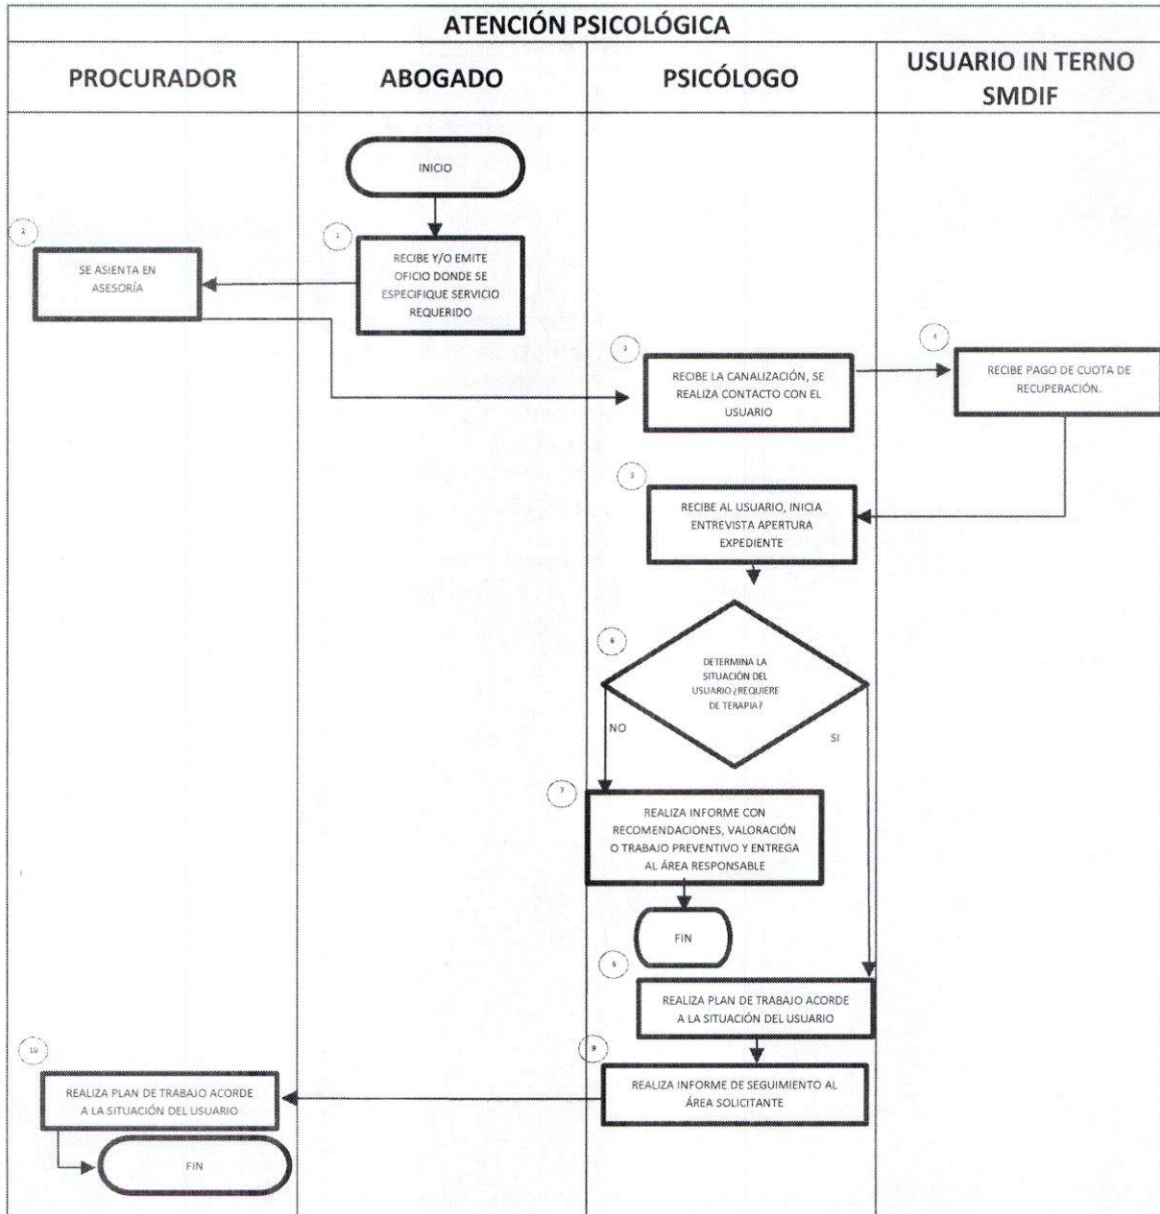 ATENCIÓN PSICOLÓGICA
PROCURADOR
ABOGADO
PSICÓLOGO
USUARIO IN TERNO
SMDIF
INICIO
1
RECIBE Y/O EMITE
OFICIO DONDE SE
ESPECIFIQUE SERVICIO
REQUERIDO
2
SE ASIENTA EN
ASESORÍA
3
RECIBE LA CANALIZACIÓN, SE
REALIZA CONTACTO CON EL
USUARIO
4
RECIBE PAGO DE CUOTA DE
RECUPERACIÓN.
5
RECIBE AL USUARIO, INICIA
ENTREVISTA APERTURA
EXPEDIENTE
6
DETERMINA LA
SITUACIÓN DEL
USUARIO ¿REQUIERE
DE TERAPIA?
NO
SI
7
REALIZA INFORME CON
RECOMENDACIONES, VALORACIÓN
O TRABAJO PREVENTIVO Y ENTREGA
AL ÁREA RESPONSABLE
FIN
REALIZA PLAN DE TRABAJO ACORDE
A LA SITUACIÓN DEL USUARIO
9
REALIZA INFORME DE SEGUIMIENTO AL
ÁREA SOLICITANTE
10
REALIZA PLAN DE TRABAJO ACORDE
A LA SITUACIÓN DEL USUARIO
FIN